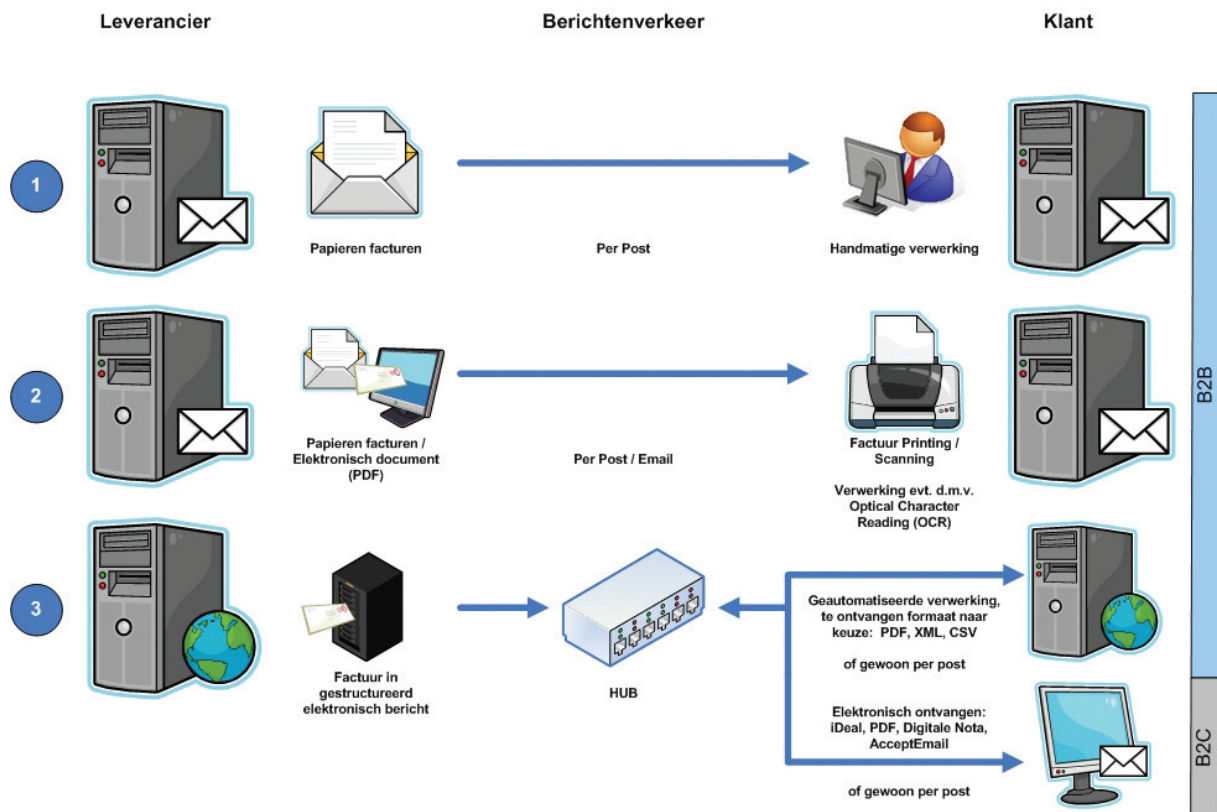 Leverancier
Berichtenverkeer
Klant
1
Papieren facturen
Per Post
Handmatige verwerking
2
Papieren facturen /
Elektronisch document
(PDF)
Per Post / Email
Factuur Printing /
Scanning
Verwerking evt. d.m.v.
Optical Character
Reading (OCR)
B2B
3
Factuur in
gestructureerd
elektronisch bericht
HUB
Geautomatiseerde verwerking,
te ontvangen formaat naar
keuze: PDF, XML, CSV
of gewoon per post
Elektronisch ontvangen:
iDeal, PDF, Digitale Nota,
AcceptEmail
of gewoon per post
B2C